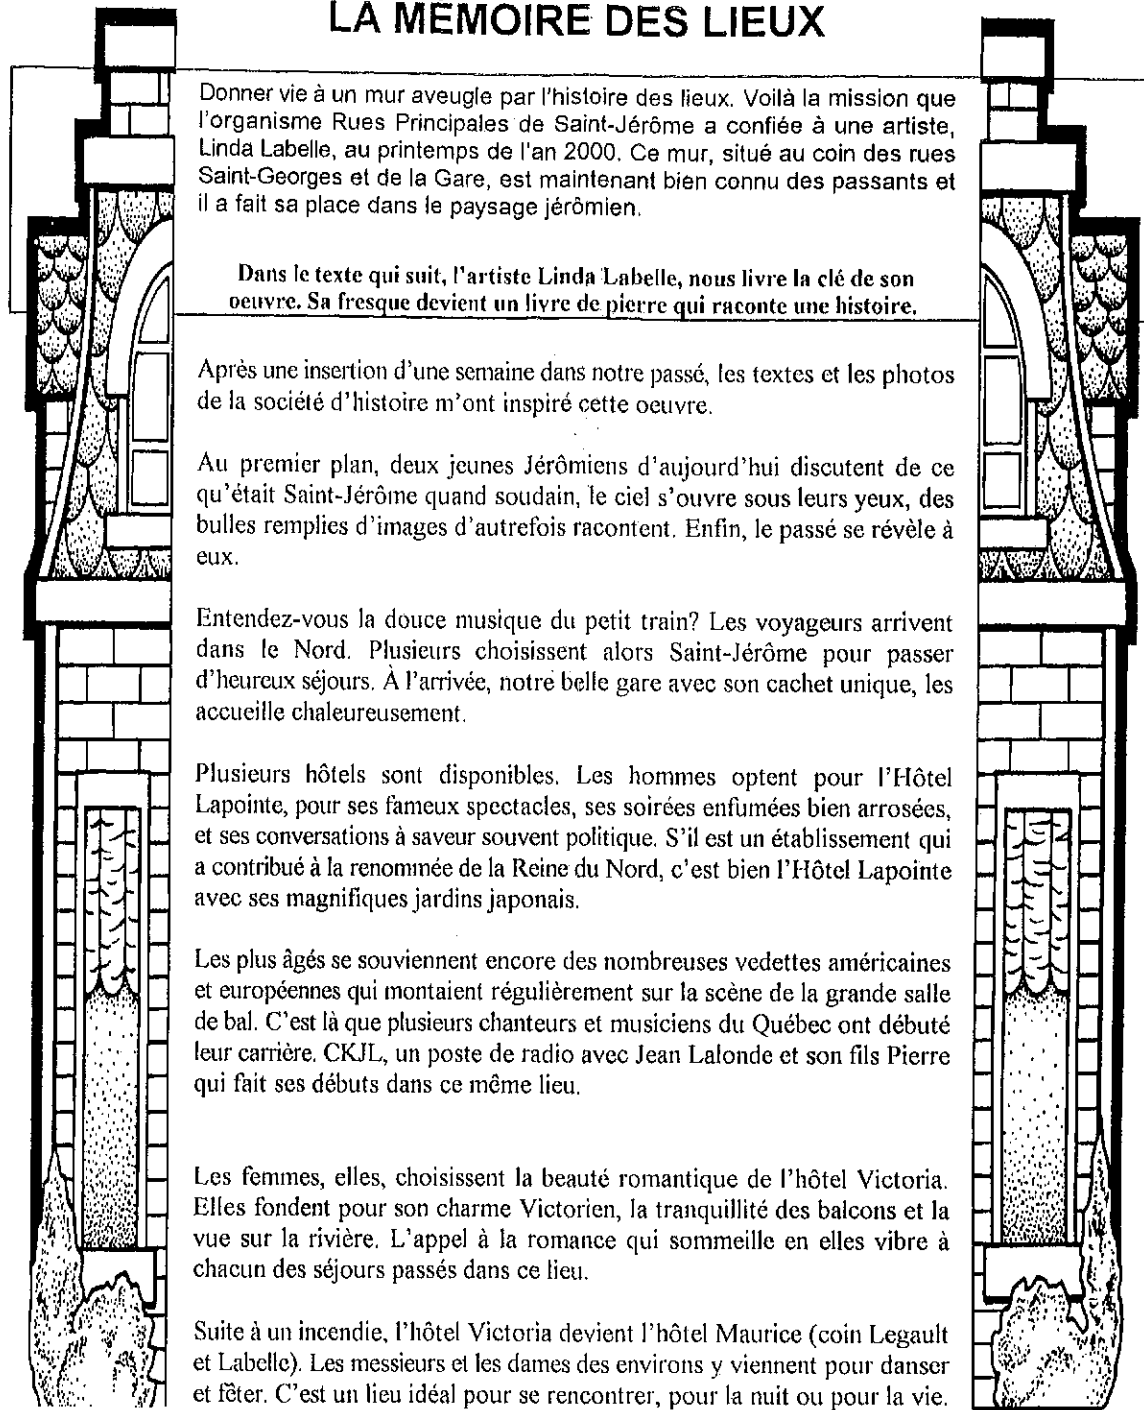 LA MÉMOIRE DES LIEUX
Donner vie à un mur aveugle par l'histoire des lieux. Voilà la mission que
l'organisme Rues Principales de Saint-Jérôme a confiée à une artiste,
Linda Labelle, au printemps de l'an 2000. Ce mur, situé au coin des rues
Saint-Georges et de la Gare, est maintenant bien connu des passants et
il a fait sa place dans le paysage jérômien.
Dans le texte qui suit, l'artiste Linda Labelle, nous livre la clé de son
oeuvre. Sa fresque devient un livre de pierre qui raconte une histoire.
Après une insertion d'une semaine dans notre passé, les textes et les photos
de la société d'histoire m'ont inspiré cette oeuvre.
Au premier plan, deux jeunes Jérômiens d'aujourd'hui discutent de ce
qu'était Saint-Jérôme quand soudain, le ciel s'ouvre sous leurs yeux, des
bulles remplies d'images d'autrefois racontent. Enfin, le passé se révèle à
eux.
Entendez-vous la douce musique du petit train? Les voyageurs arrivent
dans le Nord. Plusieurs choisissent alors Saint-Jérôme pour passer
d'heureux séjours. À l'arrivée, notre belle gare avec son cachet unique, les
accueille chaleureusement.
Plusieurs hôtels sont disponibles. Les hommes optent pour l'Hôtel
Lapointe, pour ses fameux spectacles, ses soirées enfumées bien arrosées,
et ses conversations à saveur souvent politique. S'il est un établissement qui
a contribué à la renommée de la Reine du Nord, c'est bien l'Hôtel Lapointe
avec ses magnifiques jardins japonais.
Les plus âgés se souviennent encore des nombreuses vedettes américaines
et européennes qui montaient régulièrement sur la scène de la grande salle
de bal. C'est là que plusieurs chanteurs et musiciens du Québec ont débuté
leur carrière. CKJL, un poste de radio avec Jean Lalonde et son fils Pierre
qui fait ses débuts dans ce même lieu.
Les femmes, elles, choisissent la beauté romantique de l'hôtel Victoria.
Elles fondent pour son charme Victorien, la tranquillité des balcons et la
vue sur la rivière. L'appel à la romance qui sommeille en elles vibre à
chacun des séjours passés dans ce lieu.
Suite à un incendie, l'hôtel Victoria devient l'hôtel Maurice (coin Legault
et Labelle). Les messieurs et les dames des environs y viennent pour danser
et fêter. C'est un lieu idéal pour se rencontrer, pour la nuit ou pour la vie.